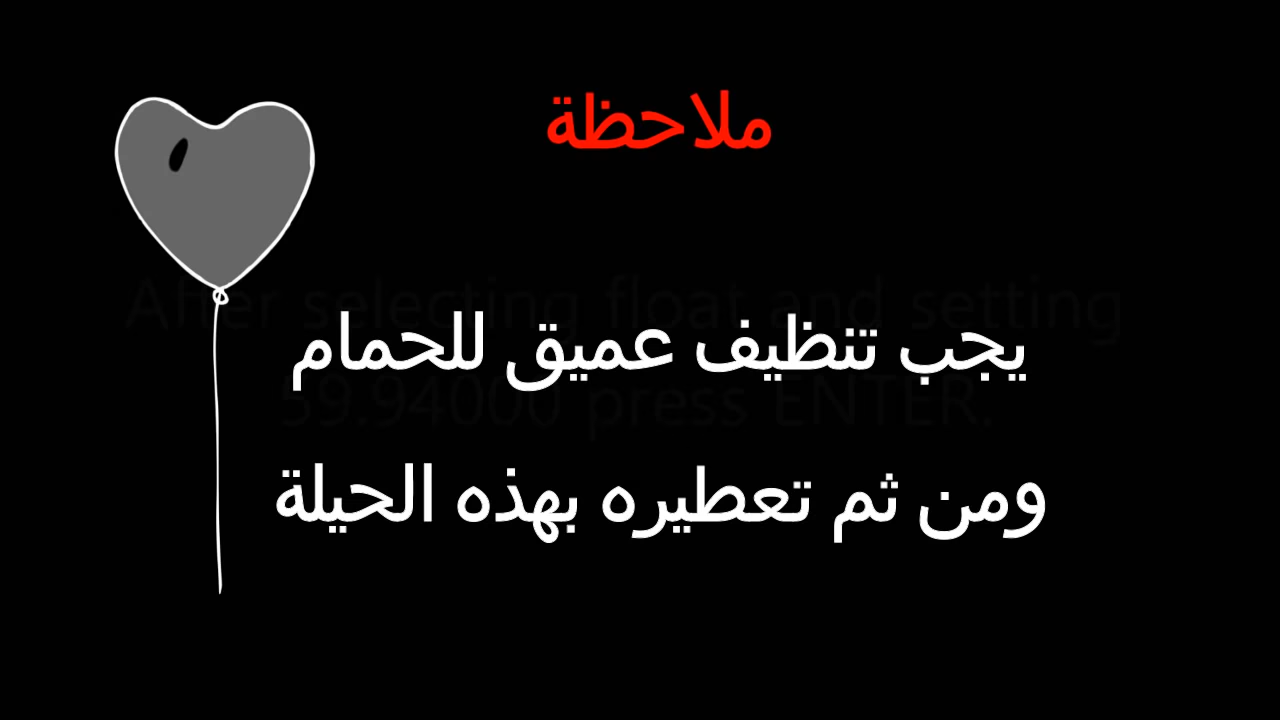 ملاحظة
After selecting float and setting
يجب تنظيف عميق للحمام
59.94000 press ENTER.
ومن ثم تعطيره بهذه الحيلة